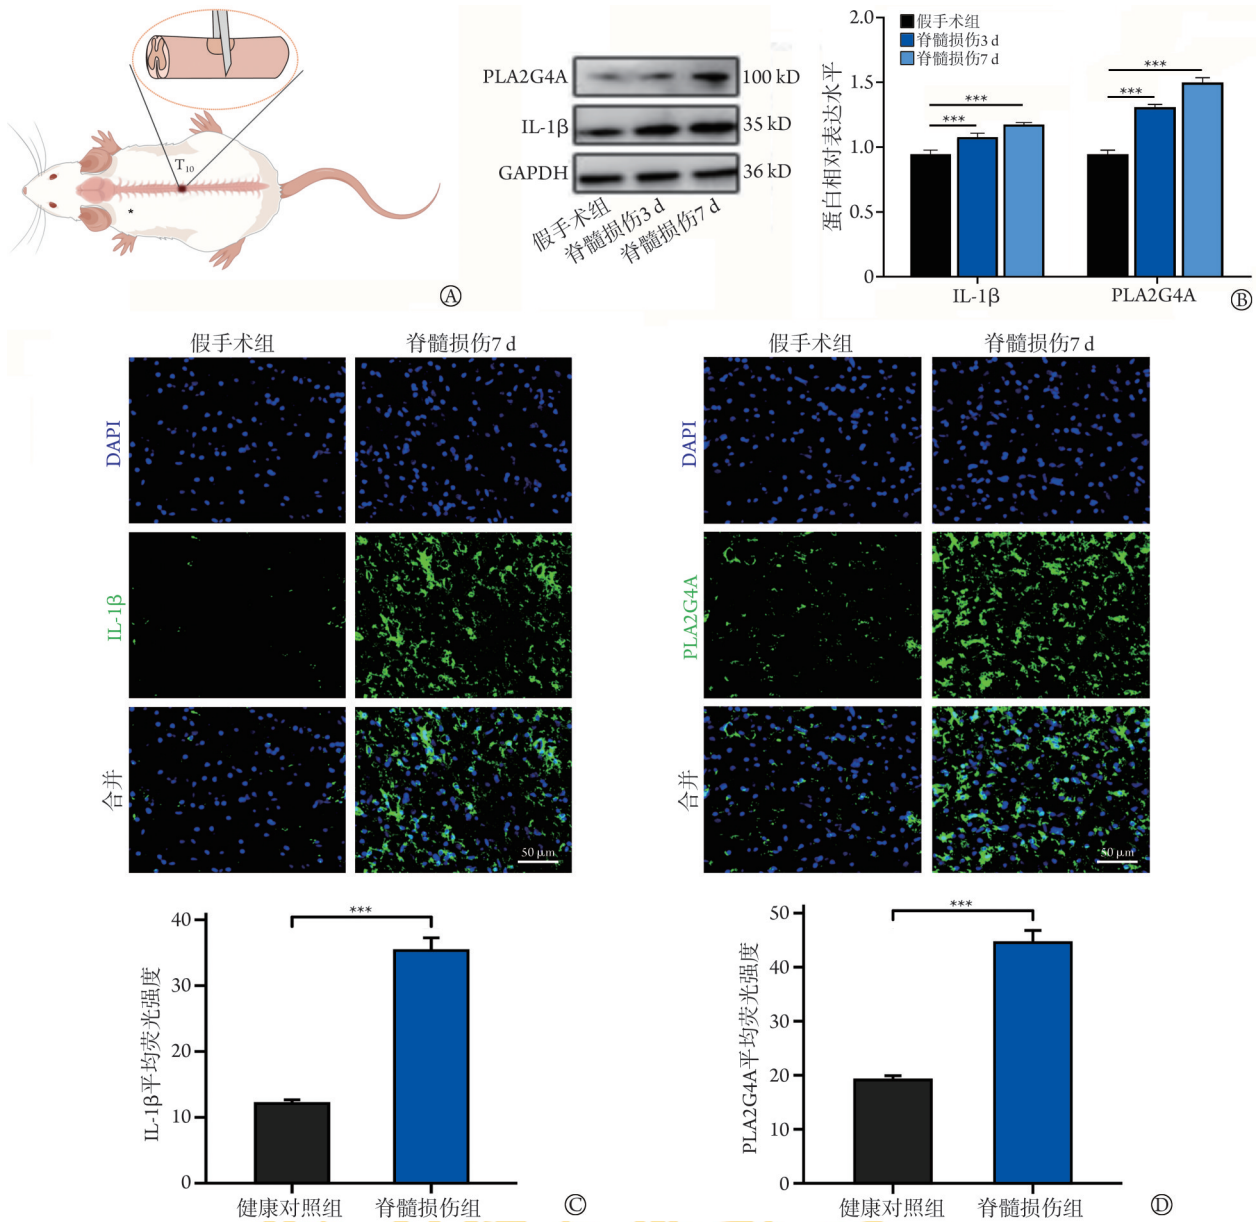 T10
*
Ⓐ
PLA2G4A
100 kD
IL-1β
35 kD
GAPDH
36 kD
假手术组
脊髓损伤3 d
脊髓损伤7 d
蛋白相对表达水平
2.0
1.5
1.0
0.5
0
假手术组
脊髓损伤3 d
脊髓损伤7 d
***
***
***
***
IL-1β
PLA2G4A
Ⓑ
假手术组
脊髓损伤7 d
DAPI
IL-1β
合并
50 μm
假手术组
脊髓损伤7 d
DAPI
PLA2G4A
合并
50 μm
IL-1β平均荧光强度
40
30
20
10
0
***
健康对照组
脊髓损伤组
Ⓒ
PLA2G4A平均荧光强度
50
40
30
20
10
0
***
健康对照组
脊髓损伤组
Ⓓ